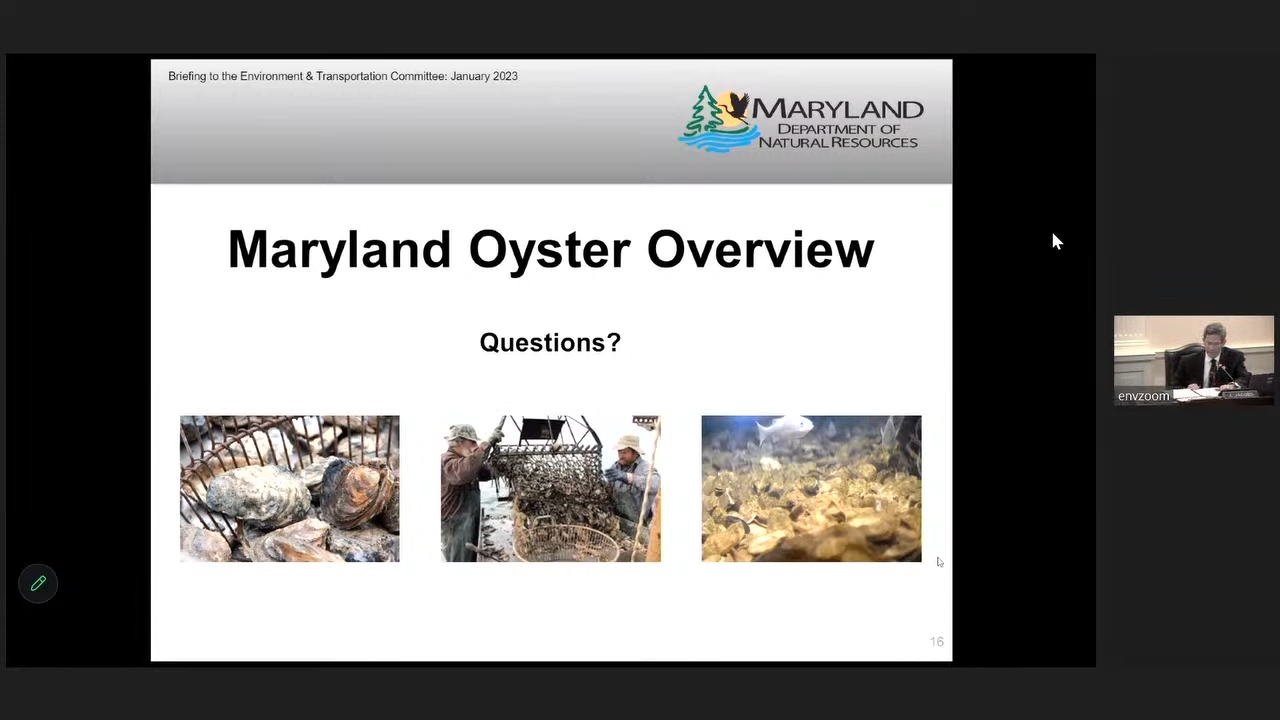 Briefing to the Environment & Transportation Committee: January 2023
MARYLAND
DEPARTMENT OF
NATURAL RESOURCES
Maryland Oyster Overview
Questions?
envzoom
J. JACOBS
16